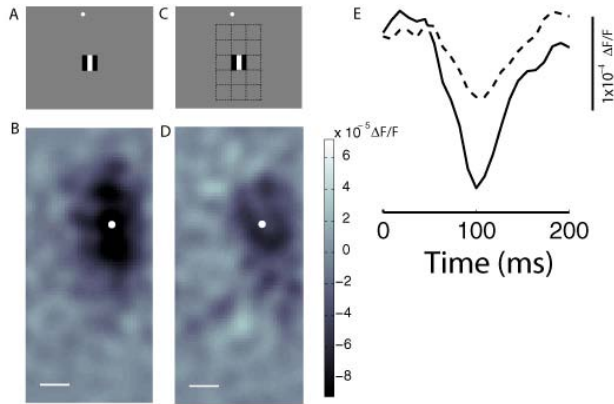 A
C
E
1x10⁻⁴ ΔF/F
B
D
x 10⁻⁵ ΔF/F
6
4
2
0
−2
−4
−6
−8
0
100
200
Time (ms)